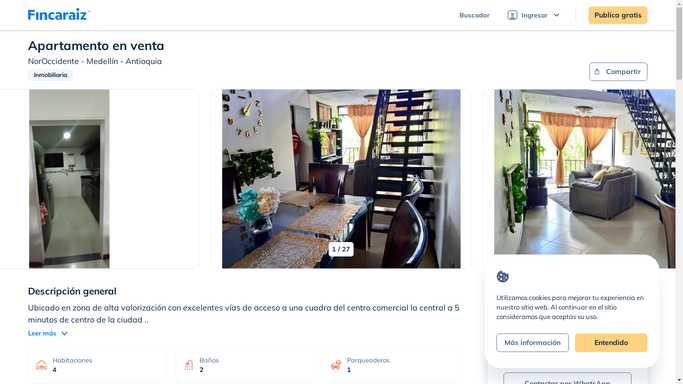 Fincaraiz
Buscador
Ingresar
Publica gratis
Apartamento en venta
NorOccidente - Medellín - Antioquia
Inmobiliaria
Compartir
1 / 27
Descripción general
Ubicado en zona de alta valorización con excelentes vías de acceso a una cuadra del centro comercial la central a 5
minutos de centro de la ciudad ..
Leer más
Habitaciones
4
Baños
2
Parqueaderos
1
Utilizamos cookies para mejorar tu experiencia en
nuestro sitio web. Al continuar en el sitio
consideramos que aceptas su uso.
Más información
Entendido
Contactar por WhatsApp